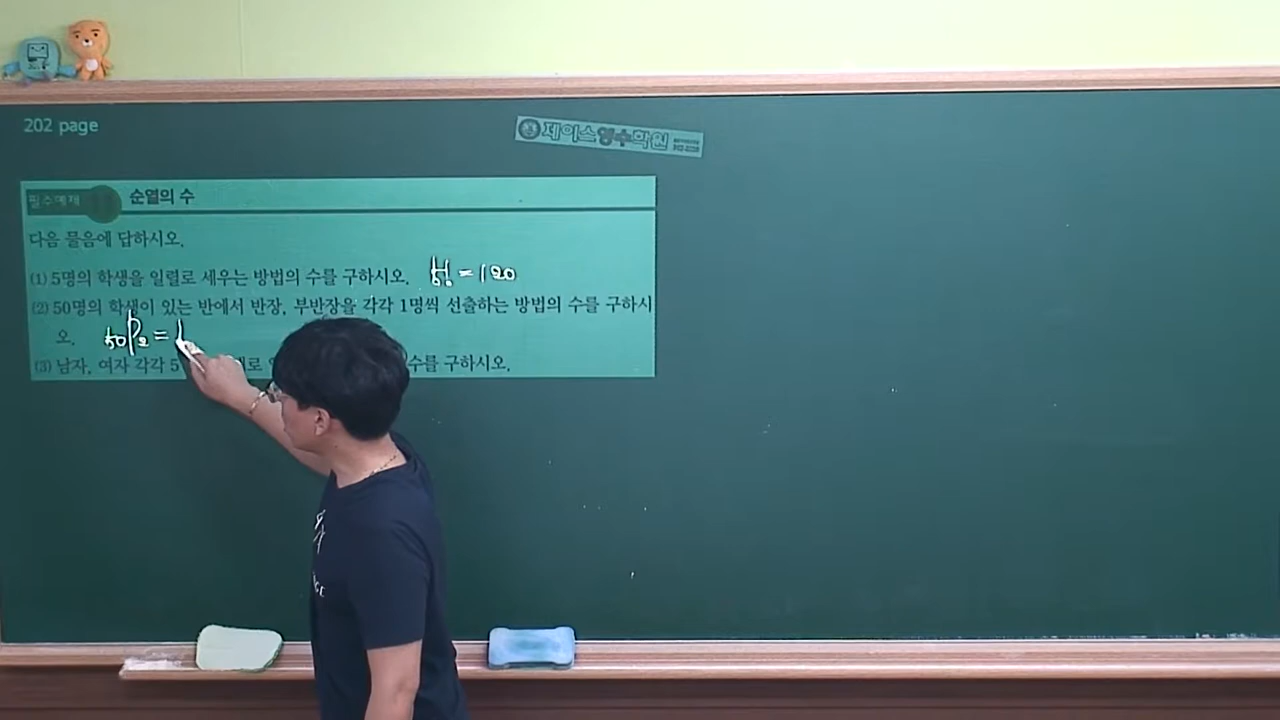 202 page
제이스영수학원
필수예제 순열의 수
다음 물음에 답하시오.
(1) 5명의 학생을 일렬로 세우는 방법의 수를 구하시오. 5! = 120
(2) 50명의 학생이 있는 반에서 반장, 부반장을 각각 1명씩 선출하는 방법의 수를 구하시
오. 50P2 =
(3) 남자, 여자 각각 5 수를 구하시오.